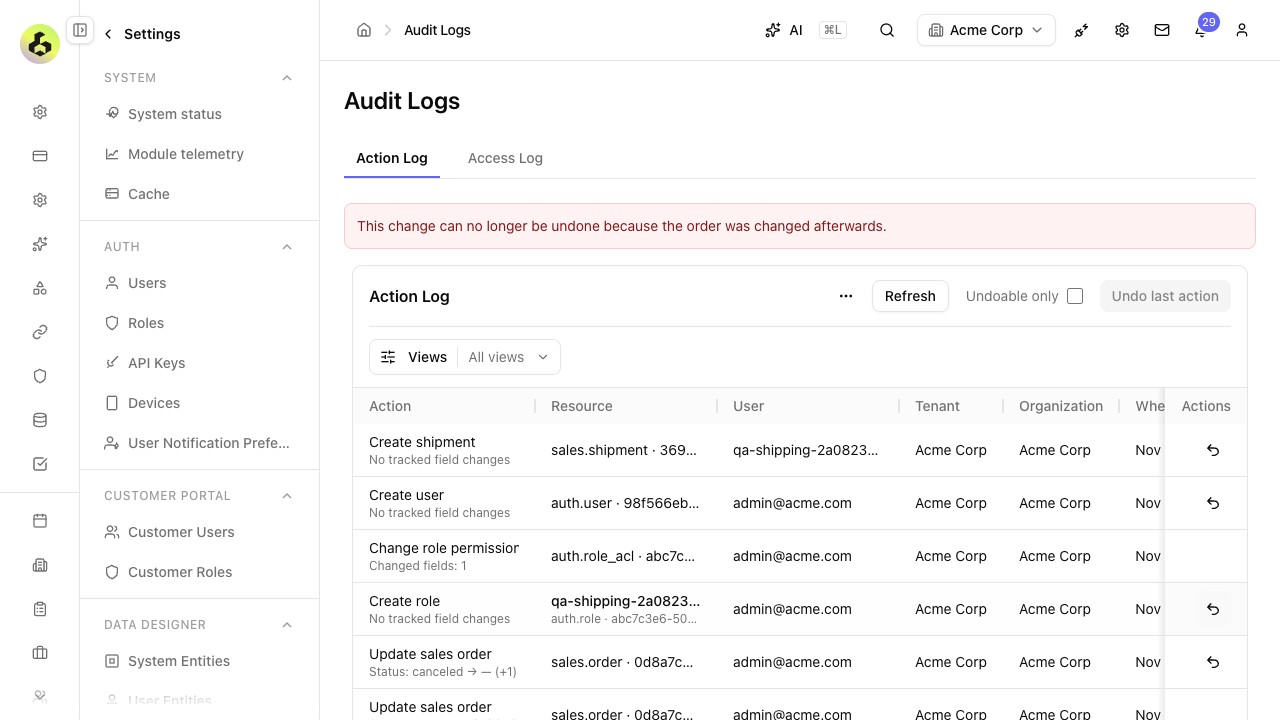 Settings
SYSTEM
System status
Module telemetry
Cache
AUTH
Users
Roles
API Keys
Devices
User Notification Prefe...
CUSTOMER PORTAL
Customer Users
Customer Roles
DATA DESIGNER
System Entities
User Entities
Audit Logs
AI
⌘L
Acme Corp
29
Audit Logs
Action Log
Access Log
This change can no longer be undone because the order was changed afterwards.
Action Log
Refresh
Undoable only
Undo last action
Views
All views
Action Resource User Tenant Organization Whe Actions
Create shipment
No tracked field changes
sales.shipment · 369...
qa-shipping-2a0823...
Acme Corp
Acme Corp
Nov
Create user
No tracked field changes
auth.user · 98f566eb...
admin@acme.com
Acme Corp
Acme Corp
Nov
Change role permission
Changed fields: 1
auth.role_acl · abc7c...
admin@acme.com
Acme Corp
Acme Corp
Nov
Create role
No tracked field changes
qa-shipping-2a0823...
auth.role · abc7c3e6-50...
admin@acme.com
Acme Corp
Acme Corp
Nov
Update sales order
Status: canceled → — (+1)
sales.order · 0d8a7c...
admin@acme.com
Acme Corp
Acme Corp
Nov
Update sales order
sales.order · 0d8a7c...
admin@acme.com
Acme Corp
Acme Corp
Nov